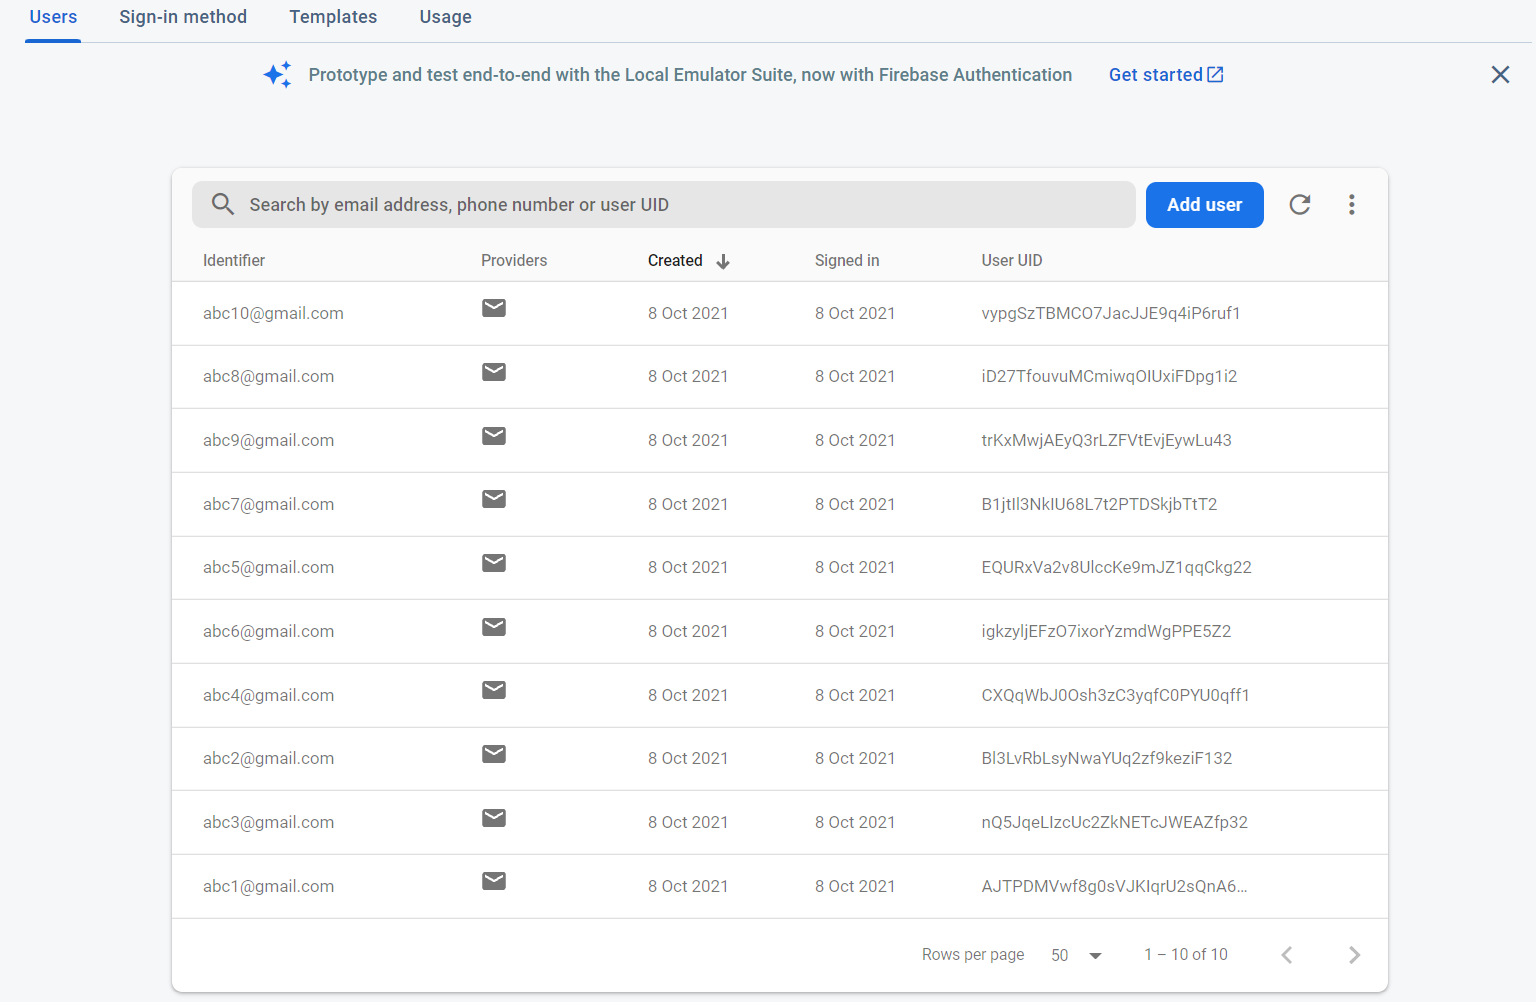 Users Sign-in method Templates Usage
Prototype and test end-to-end with the Local Emulator Suite, now with Firebase Authentication Get started
Search by email address, phone number or user UID Add user
Identifier Providers Created Signed in User UID
abc10@gmail.com 8 Oct 2021 8 Oct 2021 vypgSzTBMCO7JacJJE9q4iP6ruf1
abc8@gmail.com 8 Oct 2021 8 Oct 2021 iD27TfouvuMCmiwqOIUxiFDpg1i2
abc9@gmail.com 8 Oct 2021 8 Oct 2021 trKxMwjAEyQ3rLZFVtEvjEywLu43
abc7@gmail.com 8 Oct 2021 8 Oct 2021 B1jtIl3NkIU68L7t2PTDSkjbTtT2
abc5@gmail.com 8 Oct 2021 8 Oct 2021 EQURxVa2v8UlccKe9mJZ1qqCkg22
abc6@gmail.com 8 Oct 2021 8 Oct 2021 igkzyljEFzO7ixorYzmdWgPPE5Z2
abc4@gmail.com 8 Oct 2021 8 Oct 2021 CXQqWbJ0Osh3zC3yqfC0PYU0qff1
abc2@gmail.com 8 Oct 2021 8 Oct 2021 Bl3LvRbLsyNwaYUq2zf9keziF132
abc3@gmail.com 8 Oct 2021 8 Oct 2021 nQ5JqeLIzcUc2ZkNETcJWEAZfp32
abc1@gmail.com 8 Oct 2021 8 Oct 2021 AJTPDMVwf8g0sVJKIqrU2sQnA6...
Rows per page 50 1 – 10 of 10